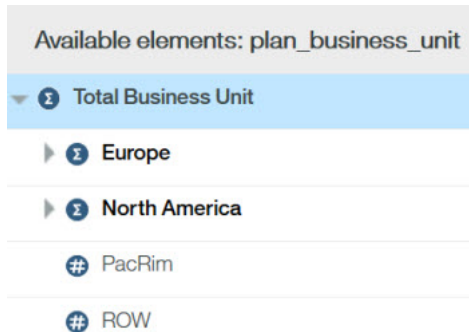 Available elements: plan_business_unit
Total Business Unit
Europe
North America
PacRim
ROW